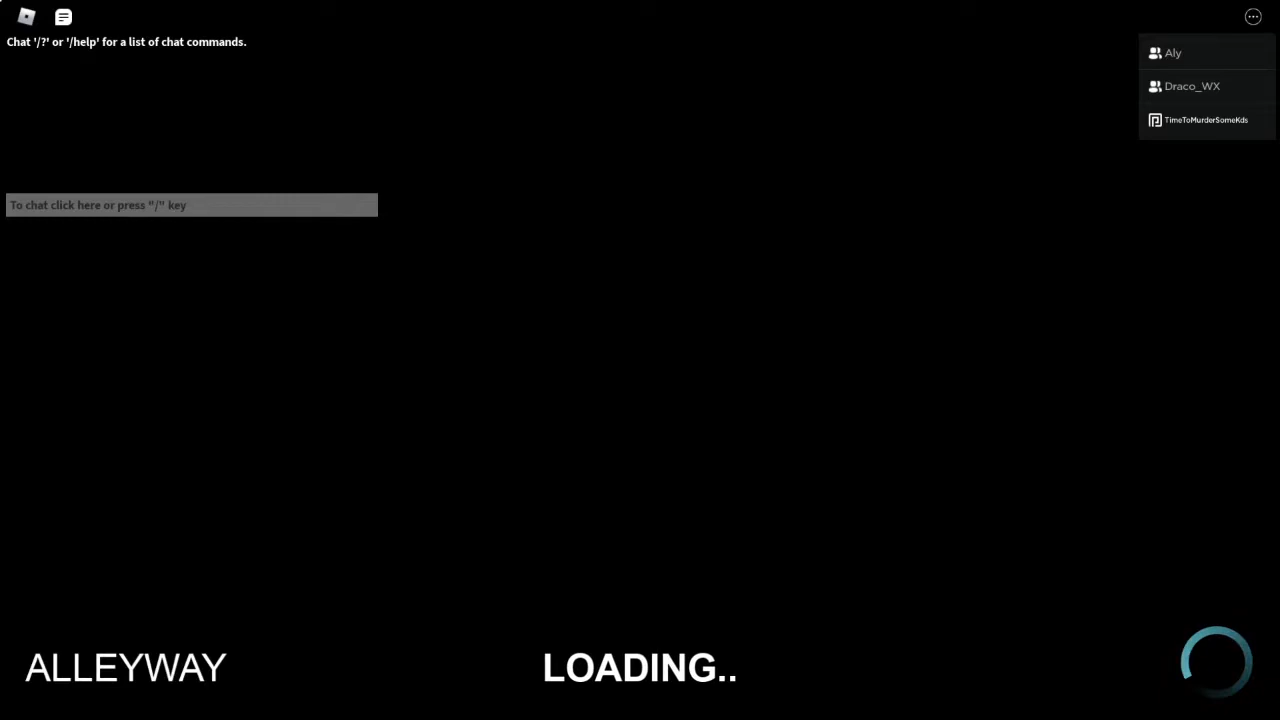 Chat '/?' or '/help' for a list of chat commands.
Aly
Draco_WX
TimeToMurderSomeKds
To chat click here or press "/" key
ALLEYWAY
LOADING..